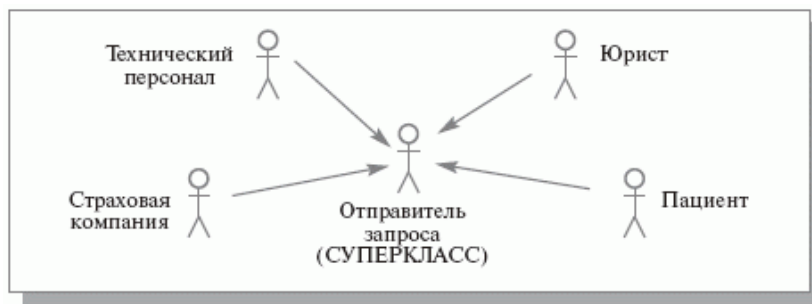 Технический
персонал
Юрист
Страховая
компания
Отправитель
запроса
(СУПЕРКЛАСС)
Пациент